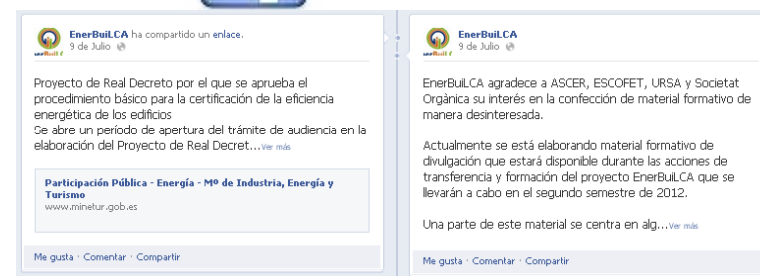 EnerBuiLCA ha compartido un enlace.
9 de Julio
Proyecto de Real Decreto por el que se aprueba el
procedimiento básico para la certificación de la eficiencia
energética de los edificios
Se abre un período de apertura del trámite de audiencia en la
elaboración del Proyecto de Real Decret...Ver más
Participación Pública - Energía - Mº de Industria, Energía y
Turismo
www.minetur.gob.es
Me gusta · Comentar · Compartir
EnerBuiLCA
9 de Julio
EnerBuiLCA agradece a ASCER, ESCOFET, URSA y Societat
Orgànica su interés en la confección de material formativo de
manera desinteresada.
Actualmente se está elaborando material formativo de
divulgación que estará disponible durante las acciones de
transferencia y formación del proyecto EnerBuiLCA que se
llevarán a cabo en el segundo semestre de 2012.
Una parte de este material se centra en alg...Ver más
Me gusta · Comentar · Compartir